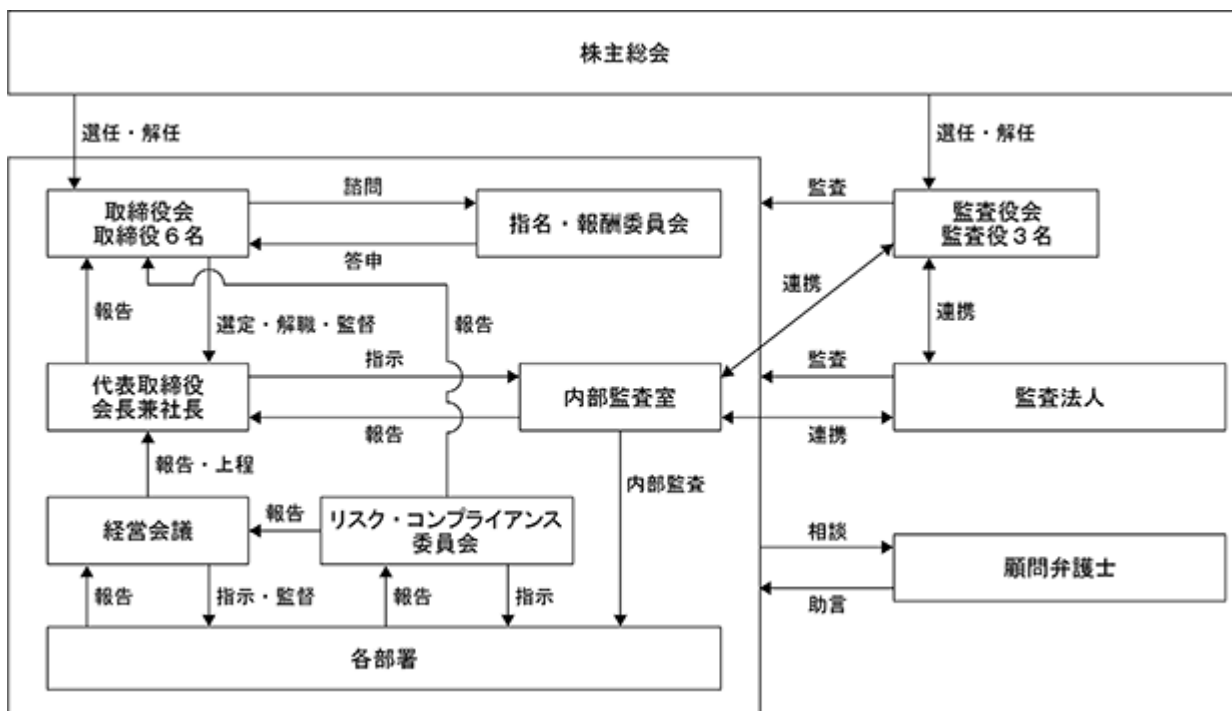 株主総会
選任・解任
選任・解任
取締役会
取締役6名
諮問
答申
指名・報酬委員会
監査
監査役会
監査役3名
連携
連携
報告
選定・解職・監督
報告
代表取締役
会長兼社長
指示
報告
内部監査室
監査
連携
監査法人
報告・上程
内部監査
経営会議
報告
リスク・コンプライアンス
委員会
相談
助言
顧問弁護士
報告
指示・監督
報告
指示
各部署